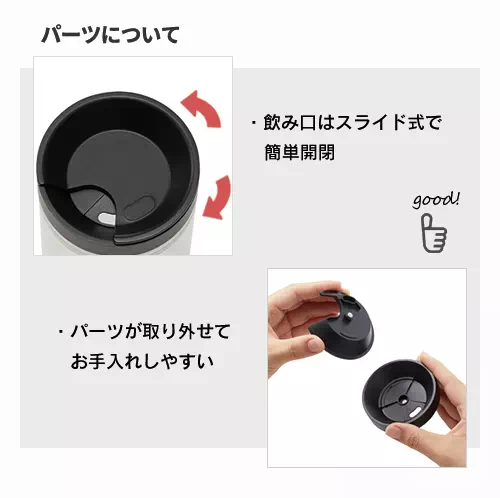 パーツについて
・飲み口はスライド式で
簡単開閉
good!
・パーツが取り外せて
お手入れしやすい